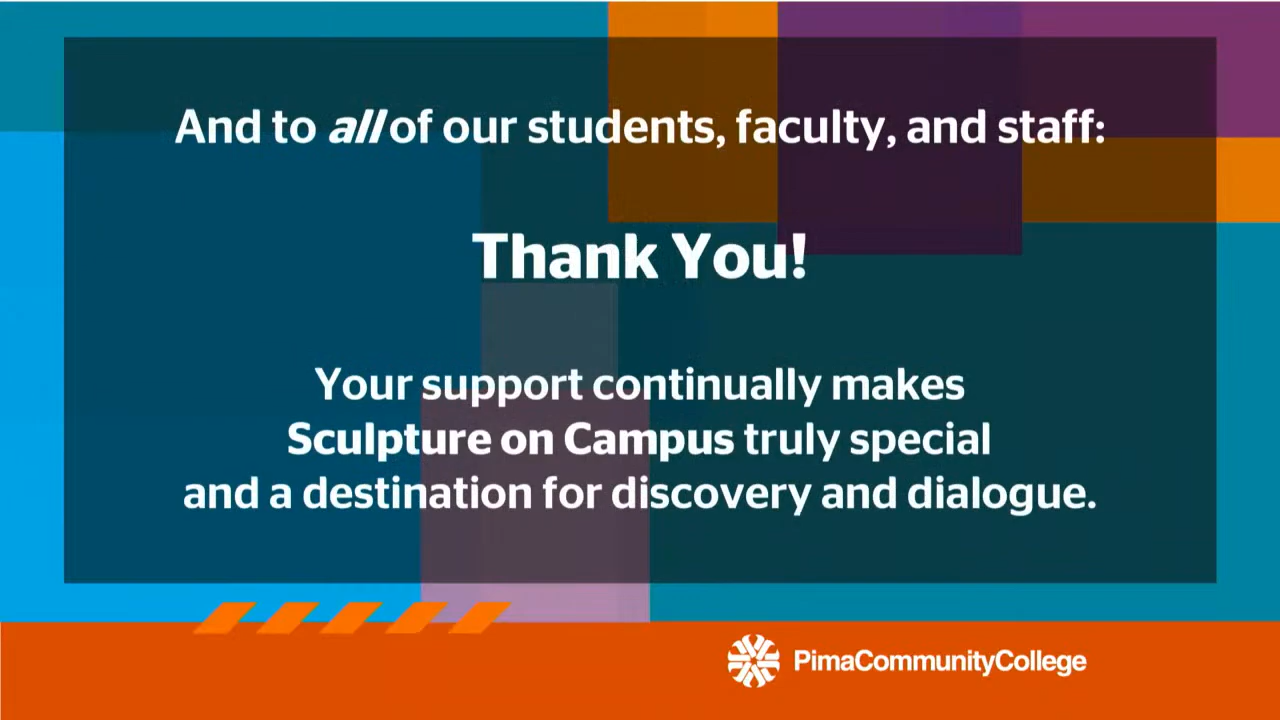 And to all of our students, faculty, and staff:
Thank You!
Your support continually makes
Sculpture on Campus truly special
and a destination for discovery and dialogue.
PimaCommunityCollege